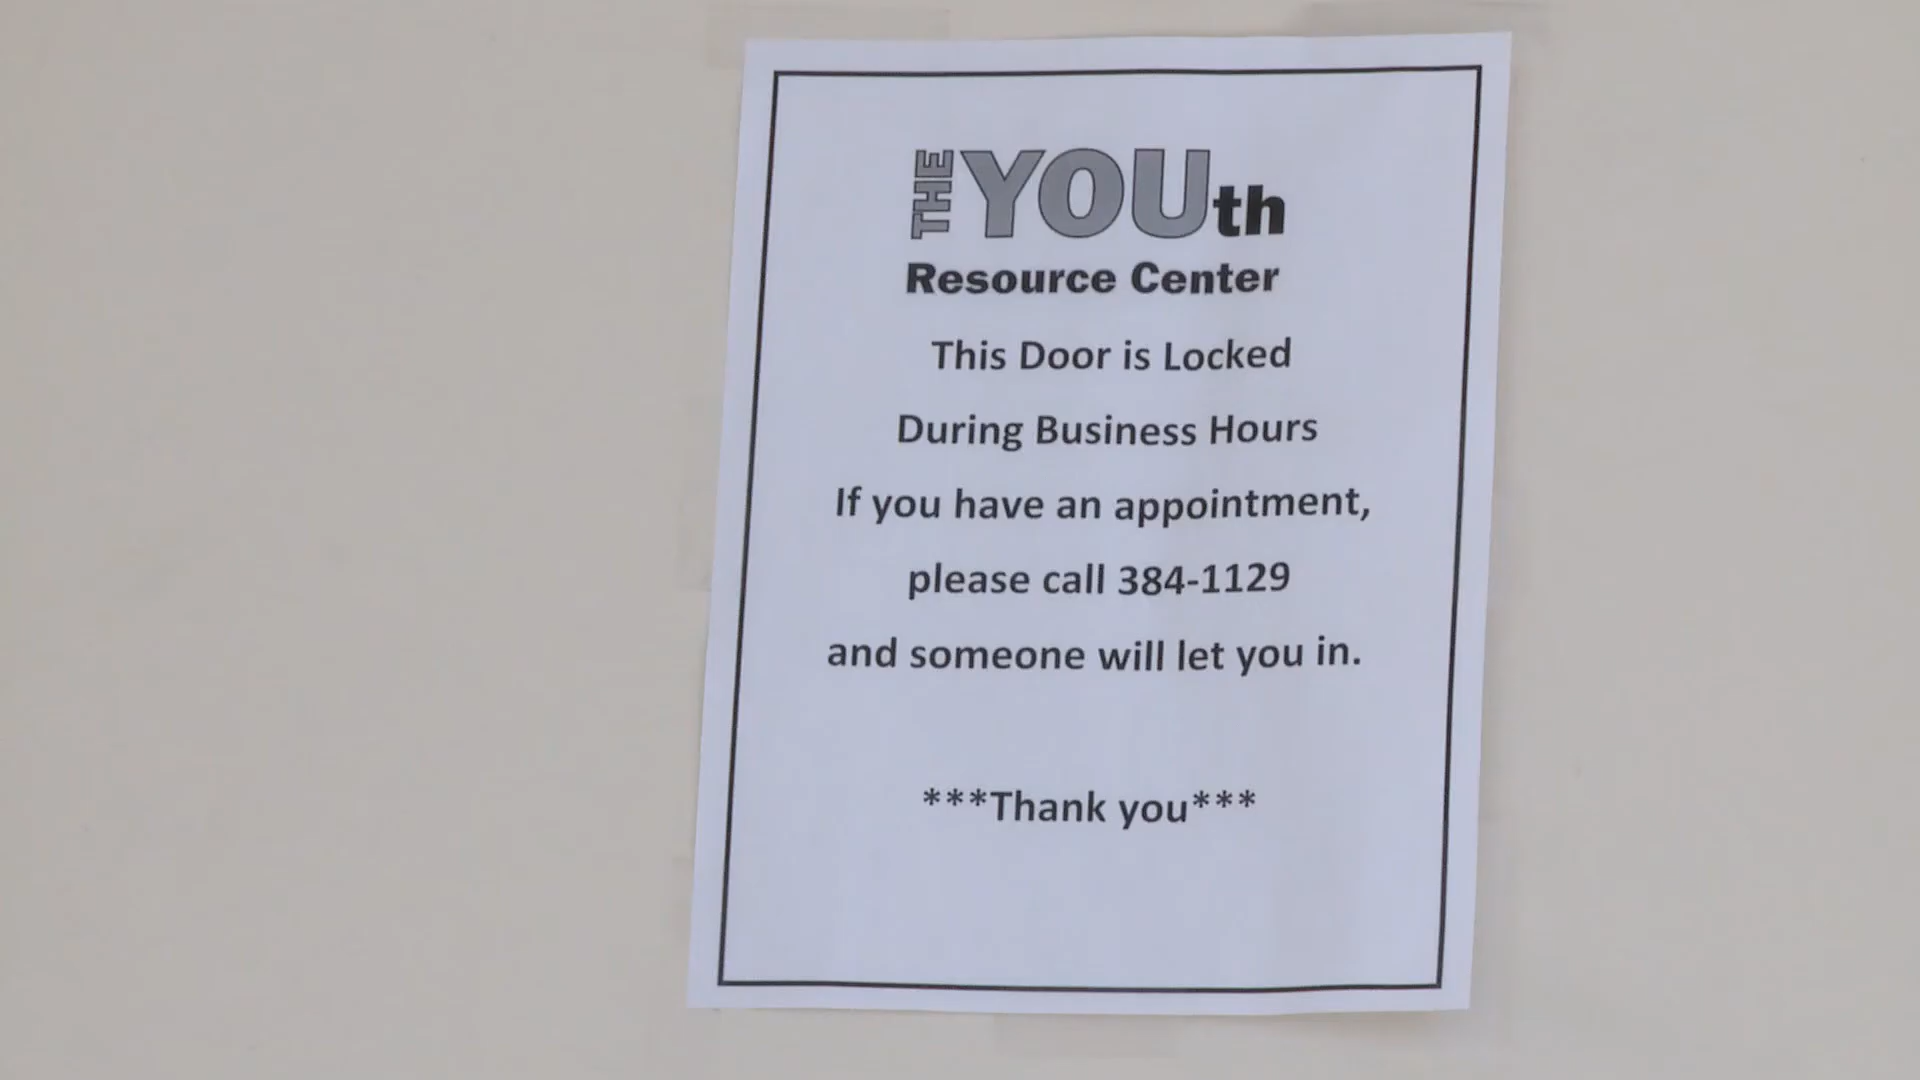 THE YOUth
Resource Center
This Door is Locked
During Business Hours
If you have an appointment,
please call 384-1129
and someone will let you in.
***Thank you***